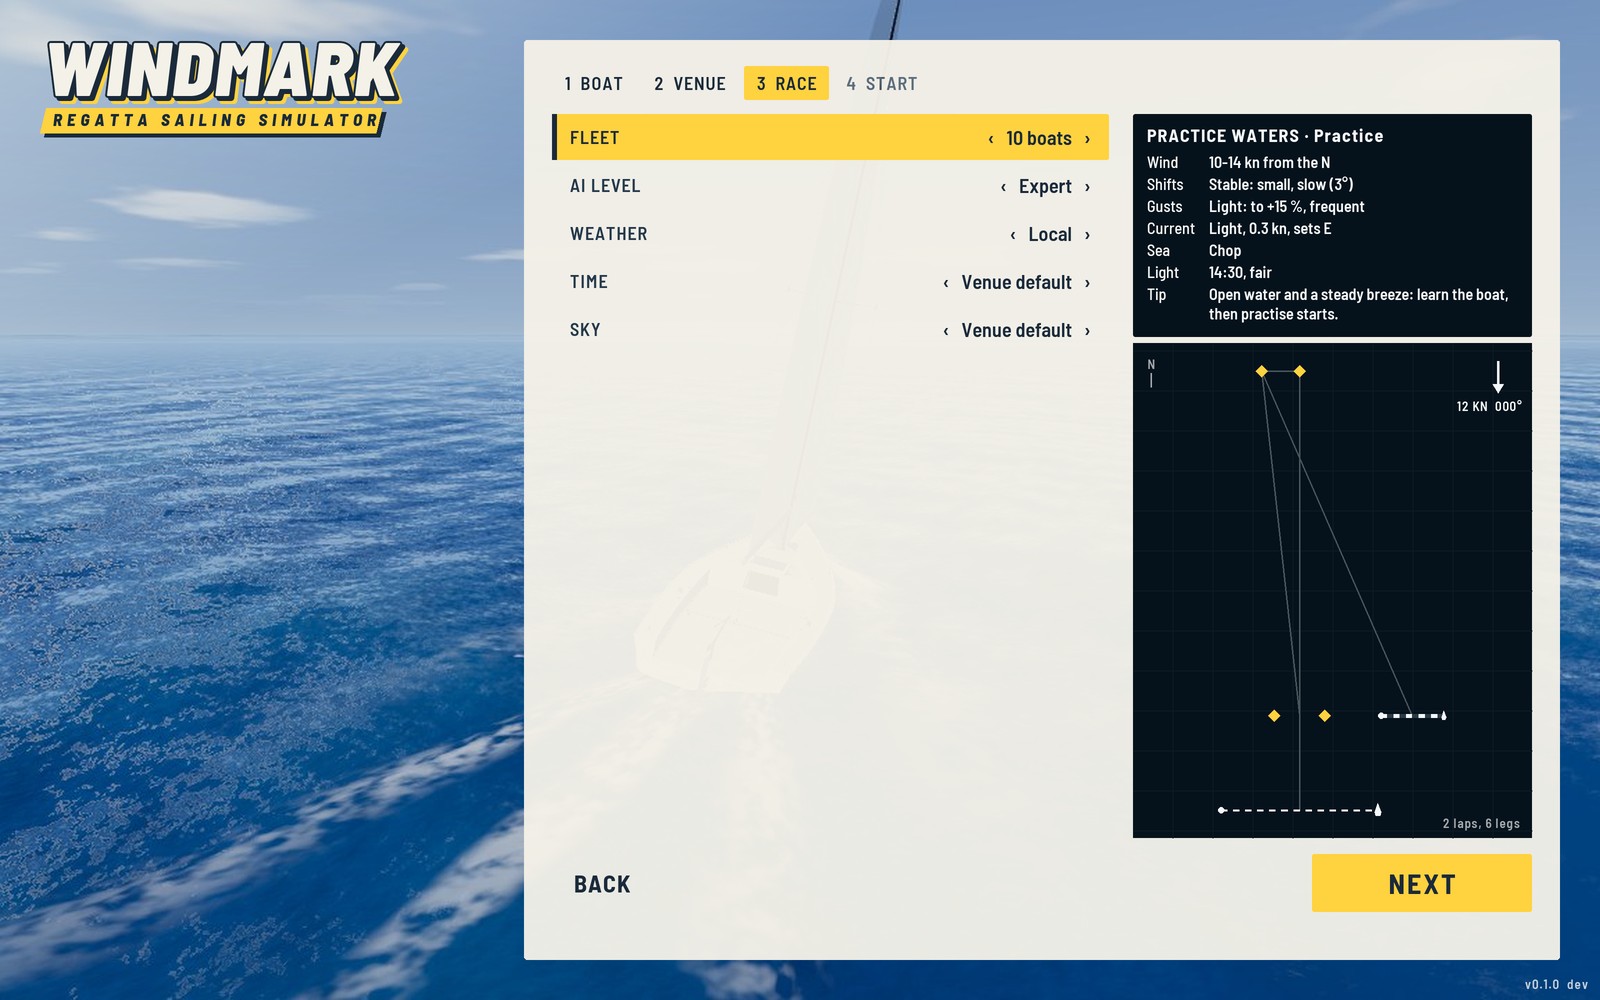 WINDMARK
REGATTA SAILING SIMULATOR
1 BOAT 2 VENUE 3 RACE 4 START
FLEET ‹ 10 boats ›
AI LEVEL ‹ Expert ›
WEATHER ‹ Local ›
TIME ‹ Venue default ›
SKY ‹ Venue default ›
PRACTICE WATERS · Practice
Wind 10-14 kn from the N
Shifts Stable: small, slow (3°)
Gusts Light: to +15 %, frequent
Current Light, 0.3 kn, sets E
Sea Chop
Light 14:30, fair
Tip Open water and a steady breeze: learn the boat,
then practise starts.
N
12 KN 000°
2 laps, 6 legs
BACK
NEXT
v0.1.0 dev